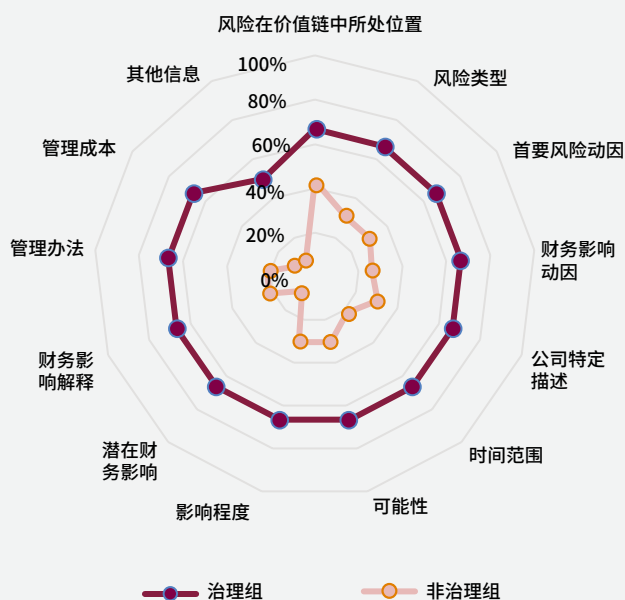 风险在价值链中所处位置
100%
其他信息
风险类型
80%
管理成本
60%
首要风险动因
40%
管理办法
20%
财务影响
动因
0%
财务影
响解释
公司特定
描述
潜在财
务影响
时间范围
影响程度
可能性
治理组
非治理组